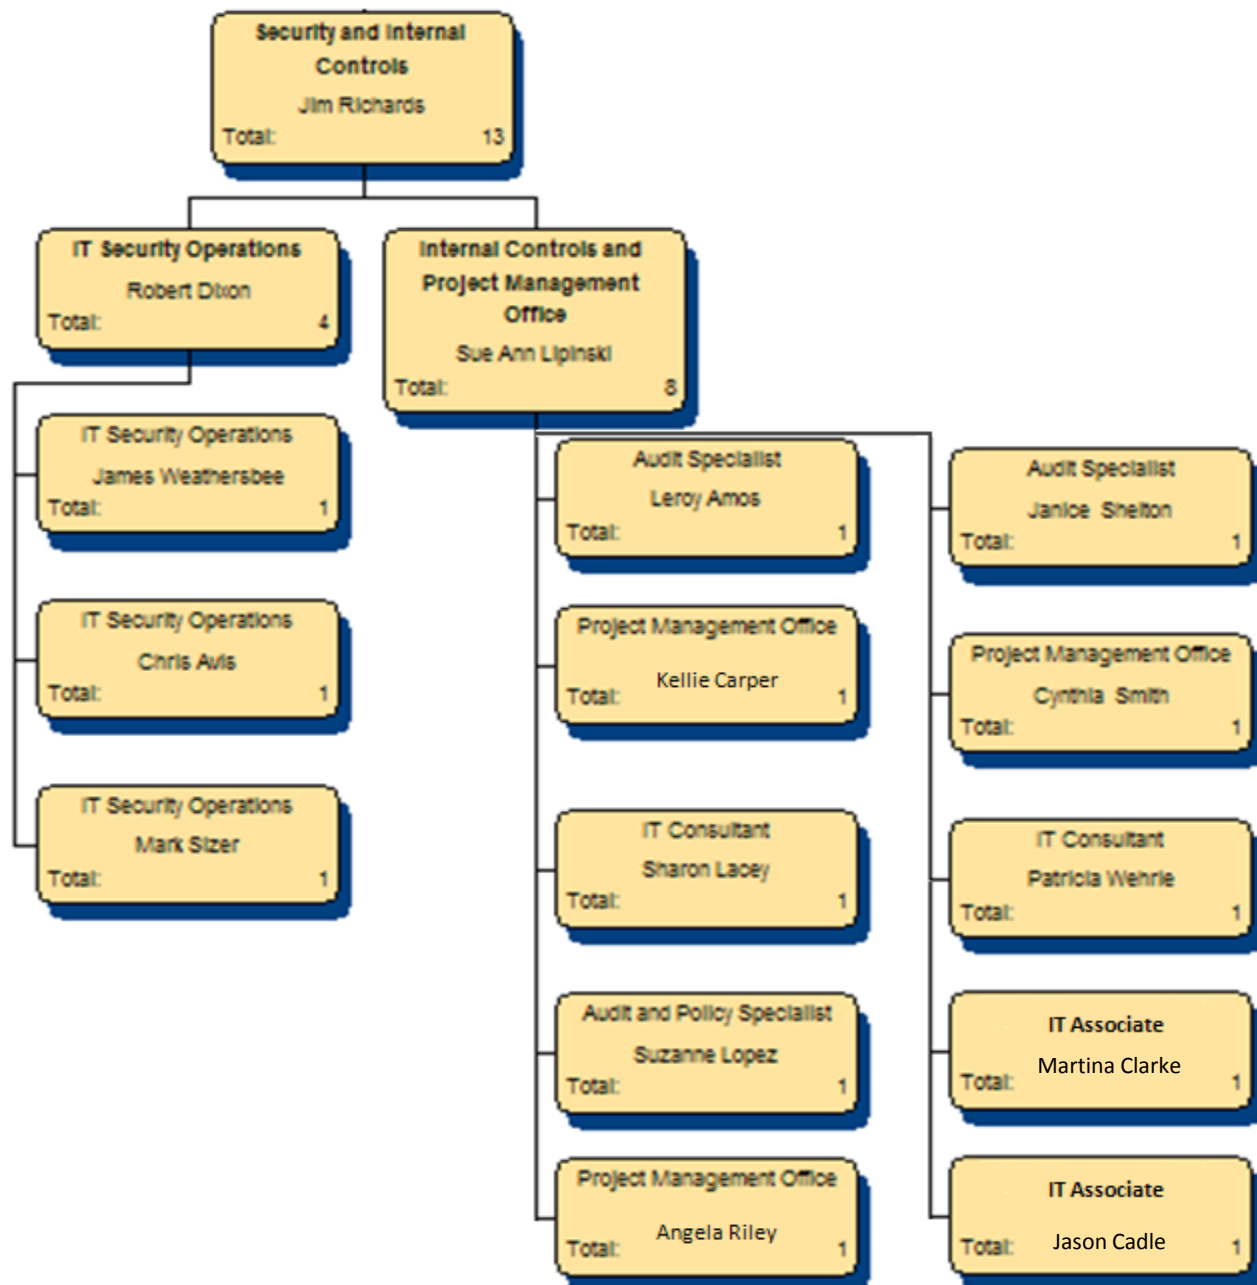 Security and Internal
Controls
Jim Richards
Total: 13
IT Security Operations
Robert Dixon
Total: 4
Internal Controls and
Project Management
Office
Sue Ann Lipinski
Total: 8
IT Security Operations
James Weathersbee
Total: 1
IT Security Operations
Chris Avis
Total: 1
IT Security Operations
Mark Sizer
Total: 1
Audit Specialist
Leroy Amos
Total: 1
Project Management Office
Kellie Carper
Total: 1
IT Consultant
Sharon Lacey
Total: 1
Audit and Policy Specialist
Suzanne Lopez
Total: 1
Project Management Office
Angela Riley
Total: 1
Audit Specialist
Janice Shelton
Total: 1
Project Management Office
Cynthia Smith
Total: 1
IT Consultant
Patricia Wehrle
Total: 1
IT Associate
Martina Clarke
Total: 1
IT Associate
Jason Cadle
Total: 1